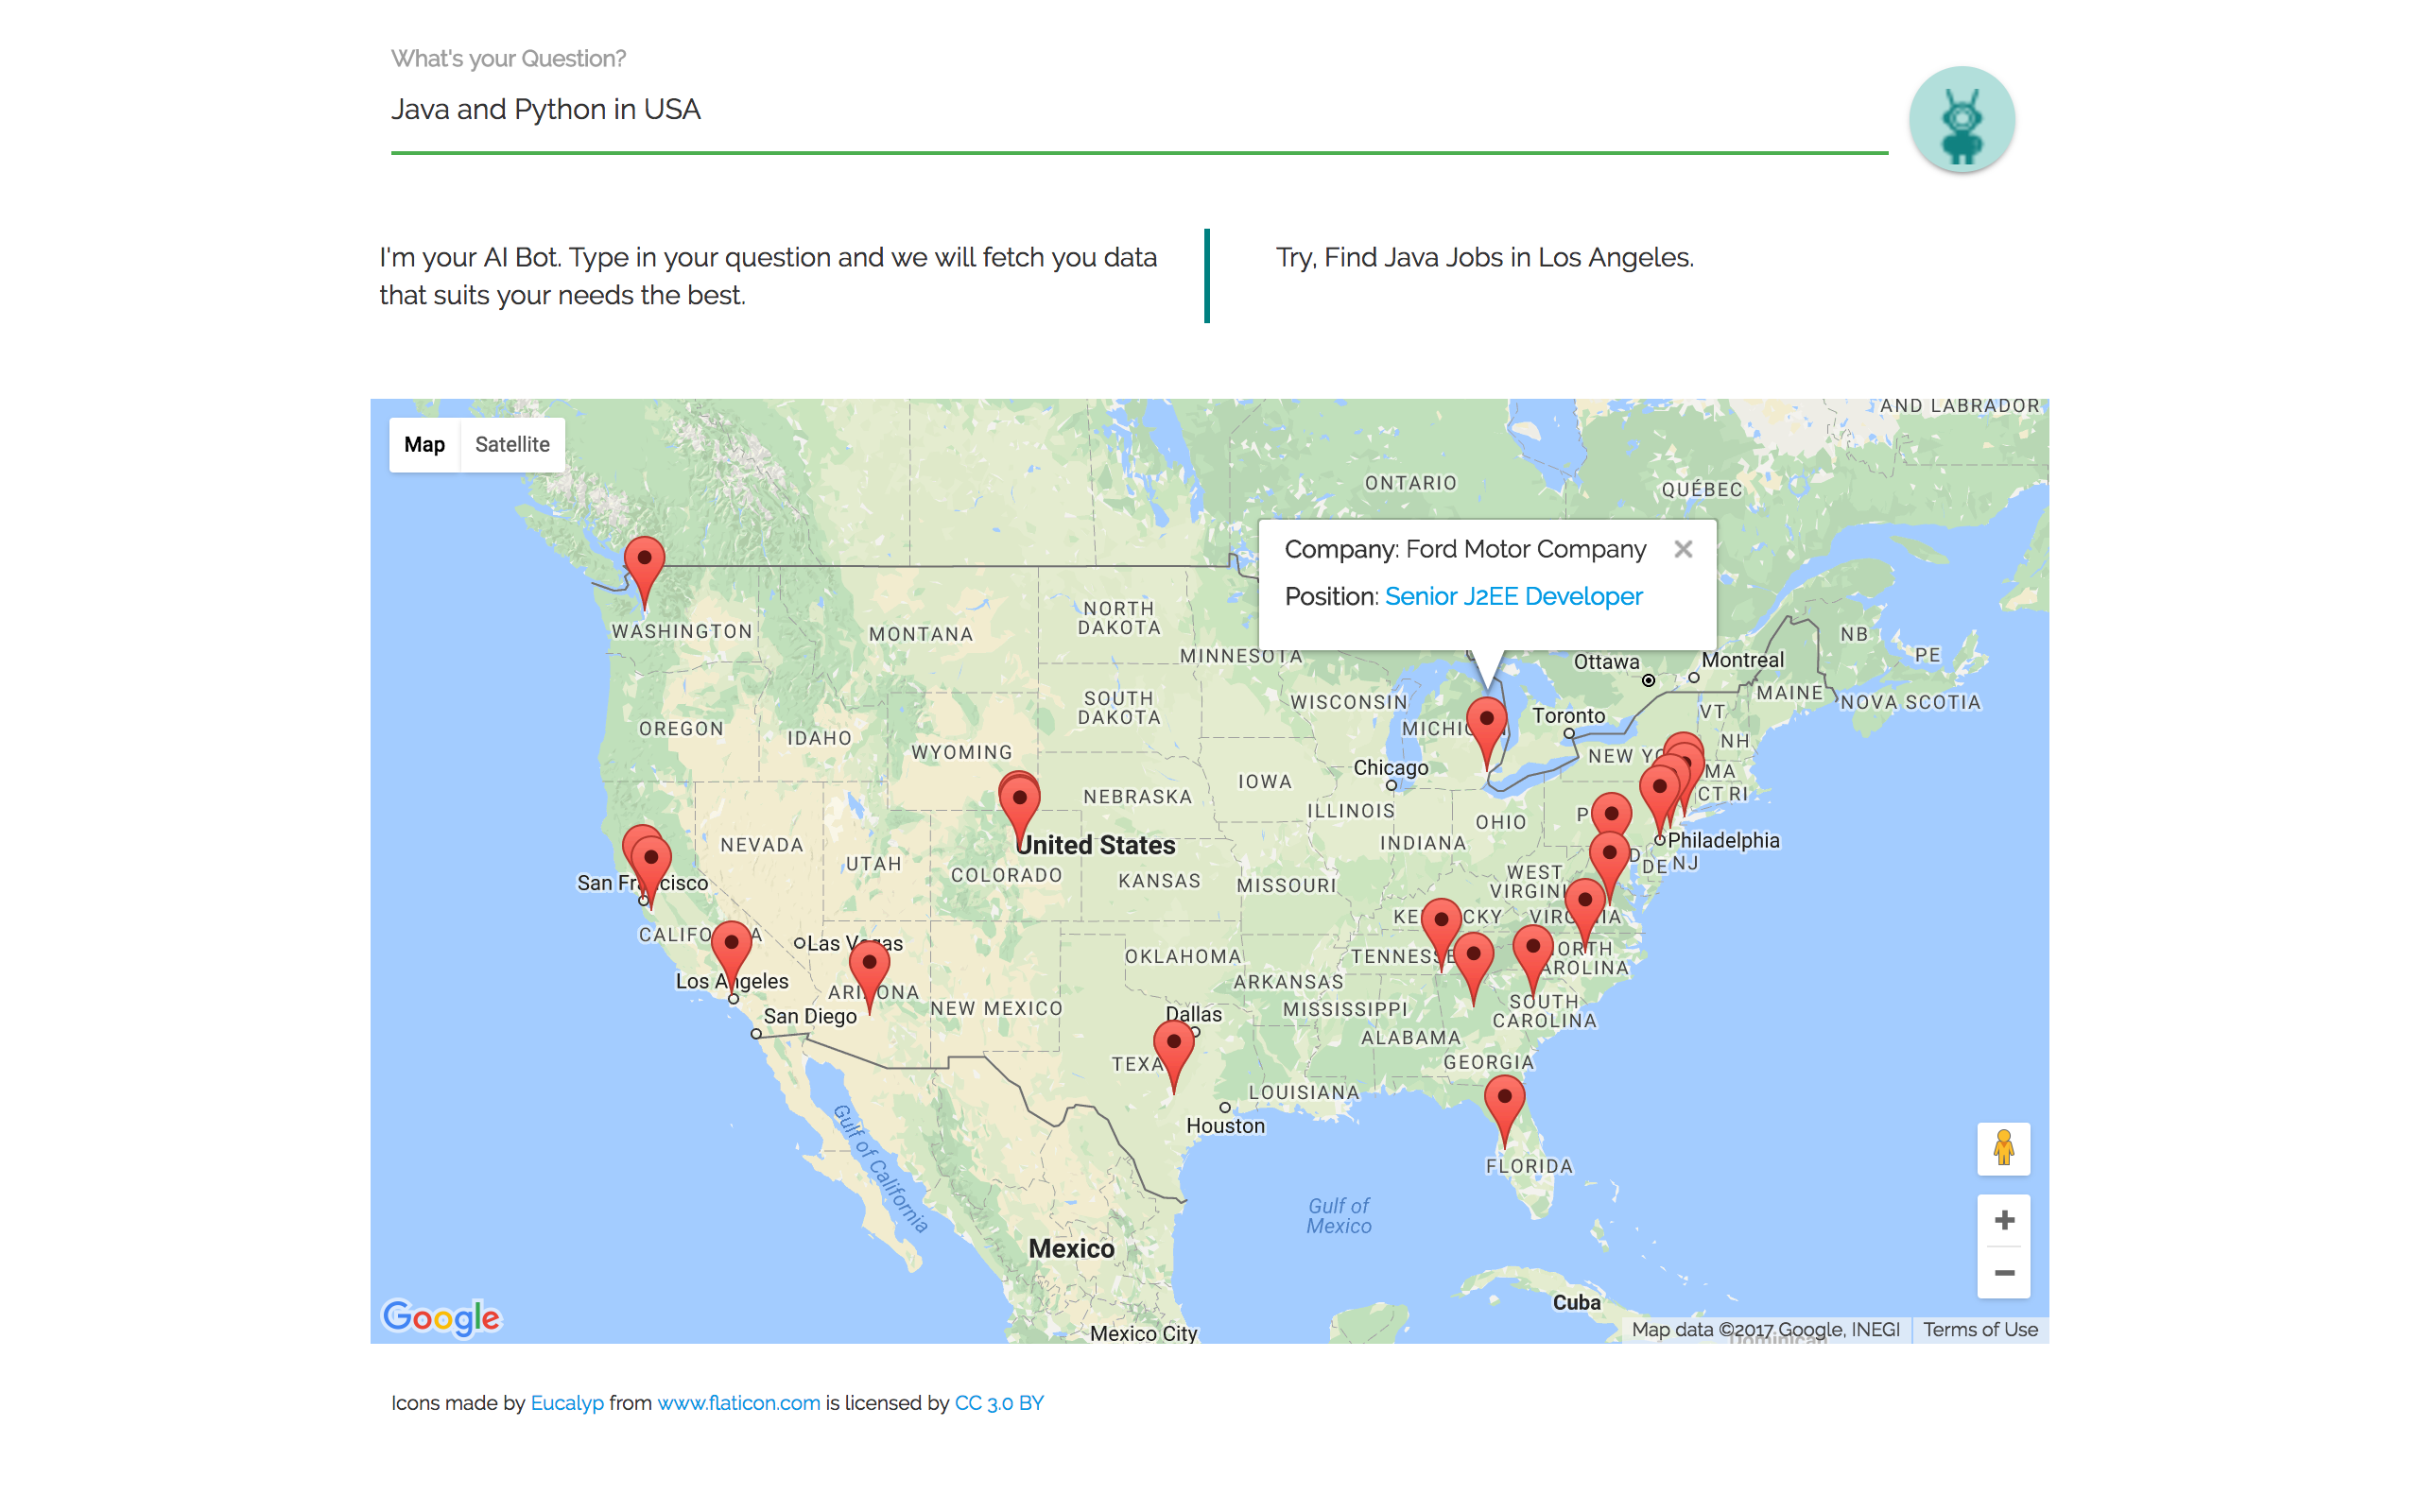 What's your Question?
Java and Python in USA
I'm your AI Bot. Type in your question and we will fetch you data
that suits your needs the best.
Try, Find Java Jobs in Los Angeles.
Map
Satellite
AND LABRADOR
ONTARIO
QUÉBEC
Company: Ford Motor Company
Position: Senior J2EE Developer
WASHINGTON
MONTANA
NORTH
DAKOTA
MINNESOTA
Ottawa
Montreal
NB
PE
MAINE
NOVA SCOTIA
OREGON
IDAHO
SOUTH
DAKOTA
WISCONSIN
MICHI
Toronto
VT
NH
WYOMING
NEW YO
MA
CT RI
Chicago
IOWA
NEBRASKA
ILLINOIS
INDIANA
OHIO
P
Philadelphia
NEVADA
UTAH
United States
COLORADO
KANSAS
MISSOURI
WEST
VIRGINI
D
DE
NJ
San Fr cisco
KE CKY
VIRG IA
CALIFO A
Las Vegas
OKLAHOMA
TENNESSE
ORTH
AROLINA
Los Angeles
ARIZONA
NEW MEXICO
ARKANSAS
MISSISSIPPI
SOUTH
CAROLINA
San Diego
Dallas
ALABAMA
TEXA
GEORGIA
LOUISIANA
Houston
Gulf of California
FLORIDA
Gulf of
Mexico
Mexico
Cuba
Mexico City
Google
Map data ©2017 Google, INEGI
Terms of Use
Icons made by Eucalyp from www.flaticon.com is licensed by CC 3.0 BY